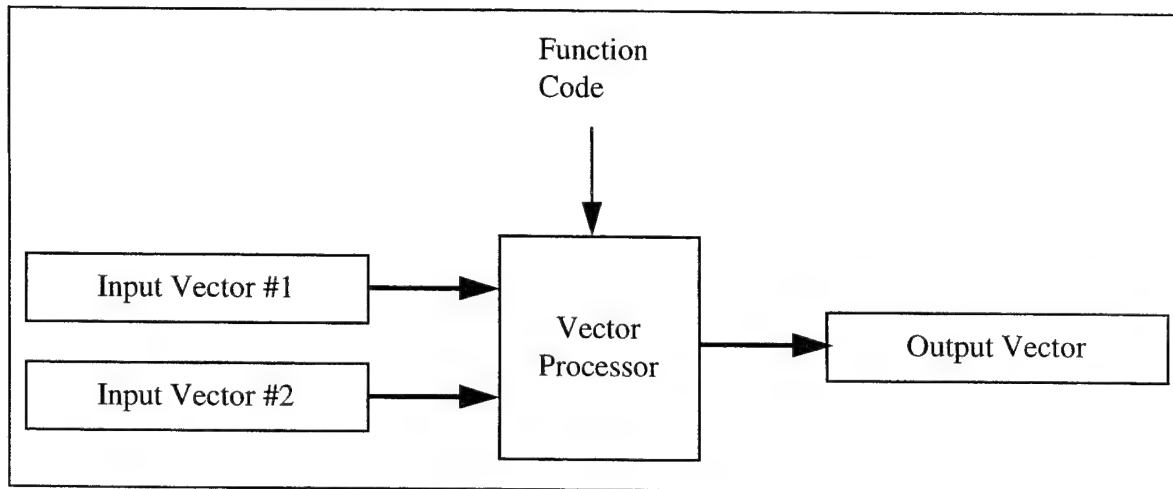 Function
Code
Input Vector #1
Input Vector #2
Vector
Processor
Output Vector